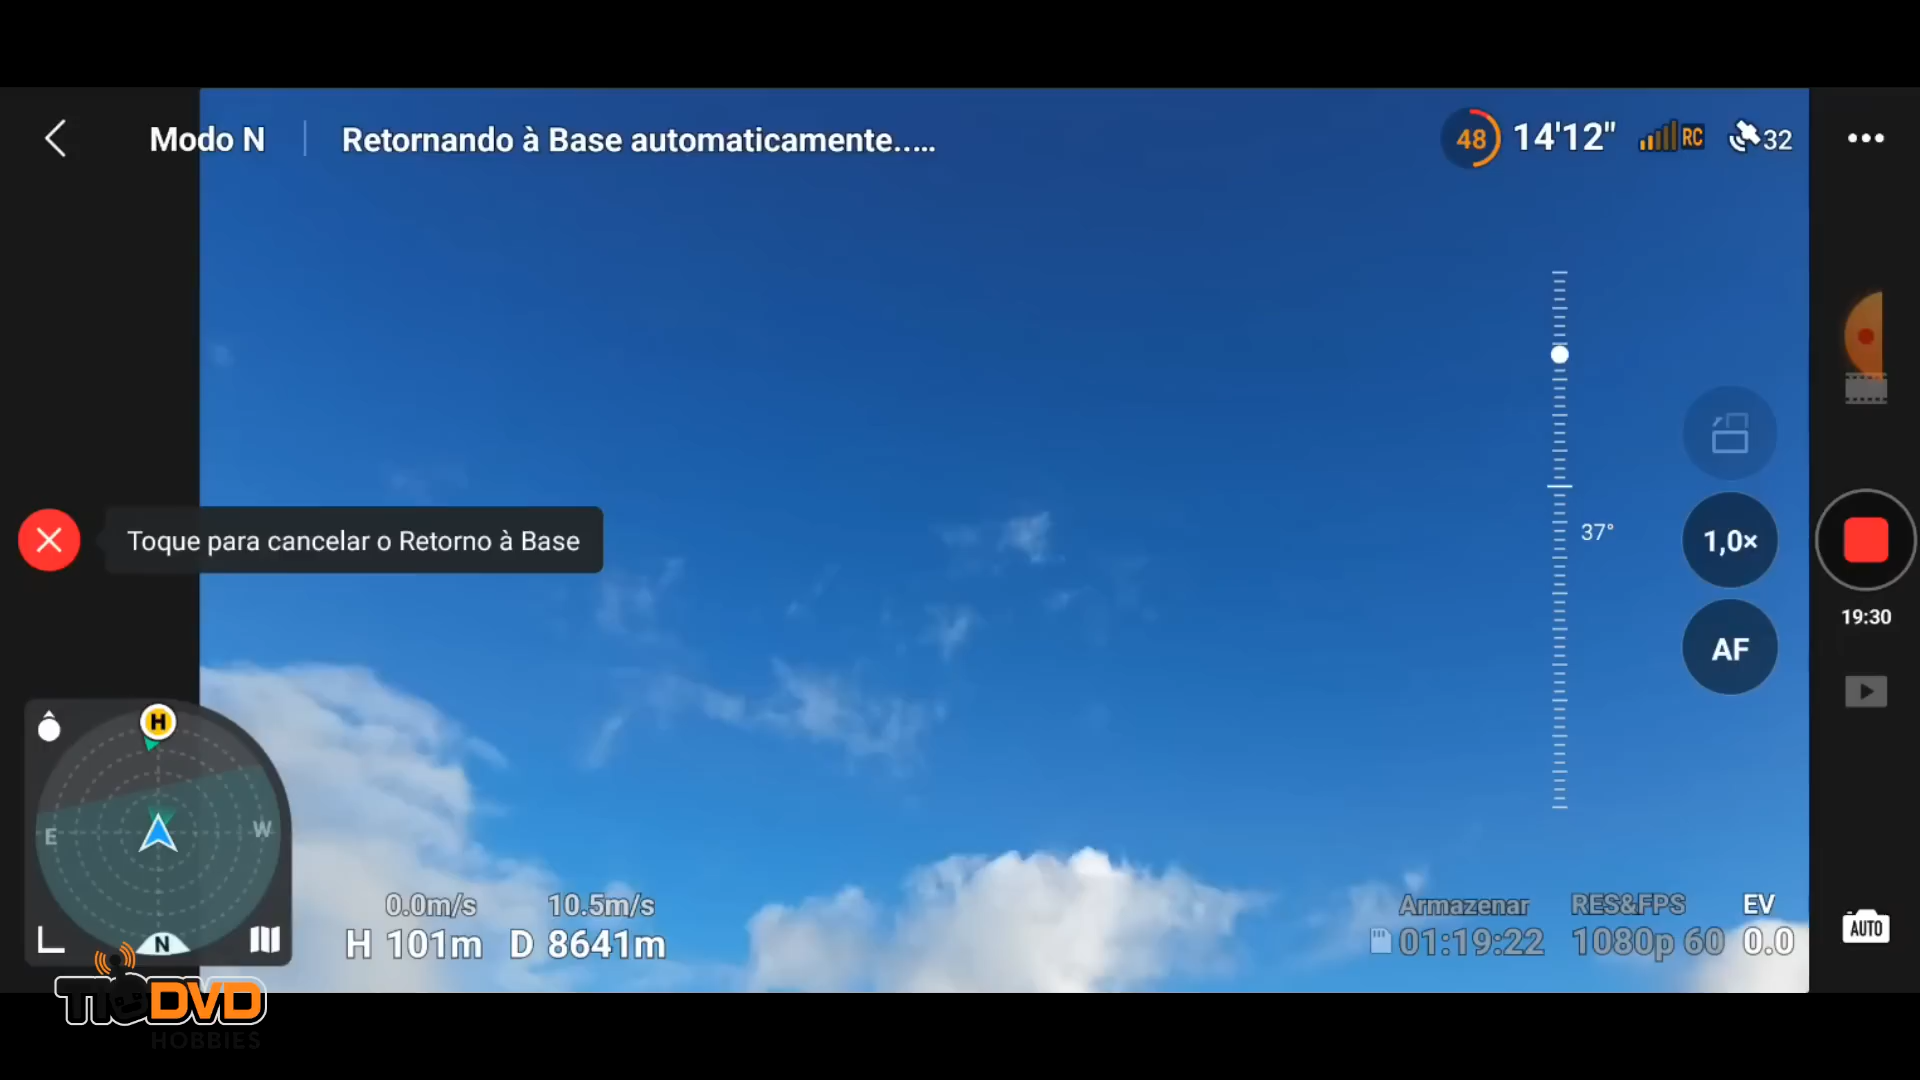 Modo N
Retornando à Base automaticamente.....
48
14'12"
RC
32
37°
1,0×
AF
19:30
Toque para cancelar o Retorno à Base
H
E
W
N
0.0m/s
10.5m/s
H 101m
D 8641m
Armazenar
RES&FPS
EV
01:19:22
1080p 60
0.0
AUTO
TIODVD
HOBBIES